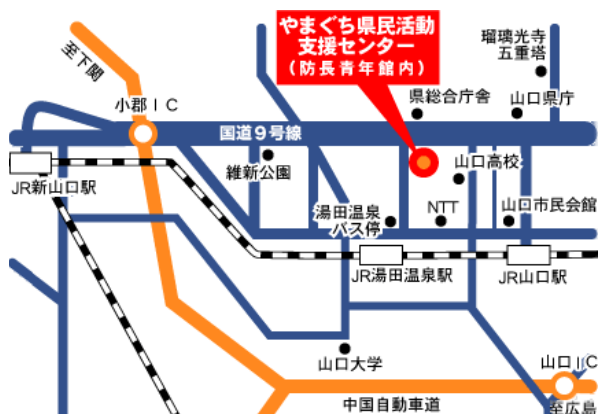 やまぐち県民活動
支援センター
(防長青年館内)
瑠璃光寺
五重塔
至下関
小郡IC
県総合庁舎
山口県庁
国道9号線
維新公園
山口高校
JR新山口駅
湯田温泉
バス停
NTT
山口市民会館
JR湯田温泉駅
JR山口駅
山口大学
山口IC
中国自動車道
至広島